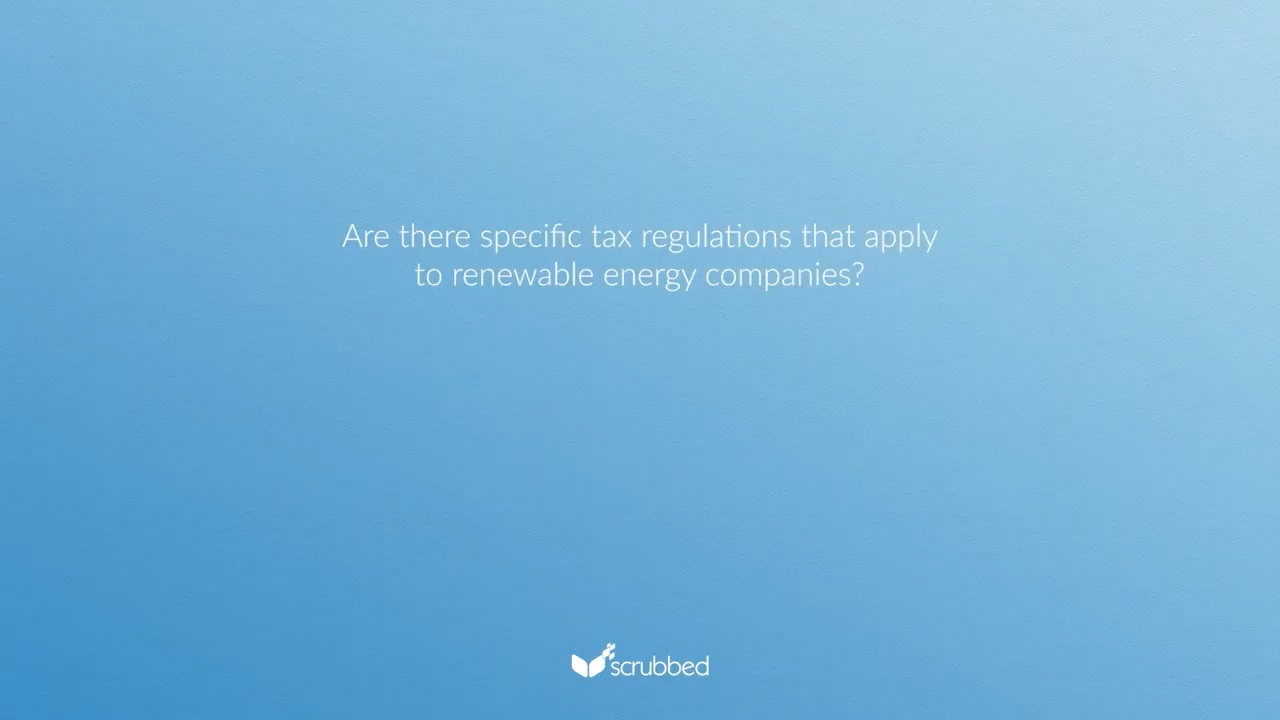 Are there specific tax regulations that apply
to renewable energy companies?
scrubbed